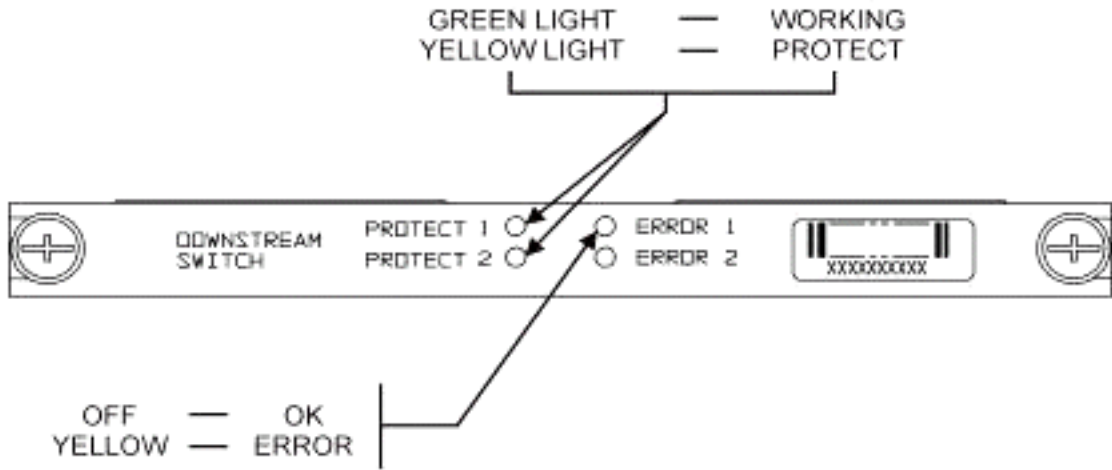 GREEN LIGHT — WORKING
YELLOW LIGHT — PROTECT
DOWNSTREAM
SWITCH
PROTECT 1
PROTECT 2
ERROR 1
ERROR 2
XXXXXXXXXX
OFF — OK
YELLOW — ERROR